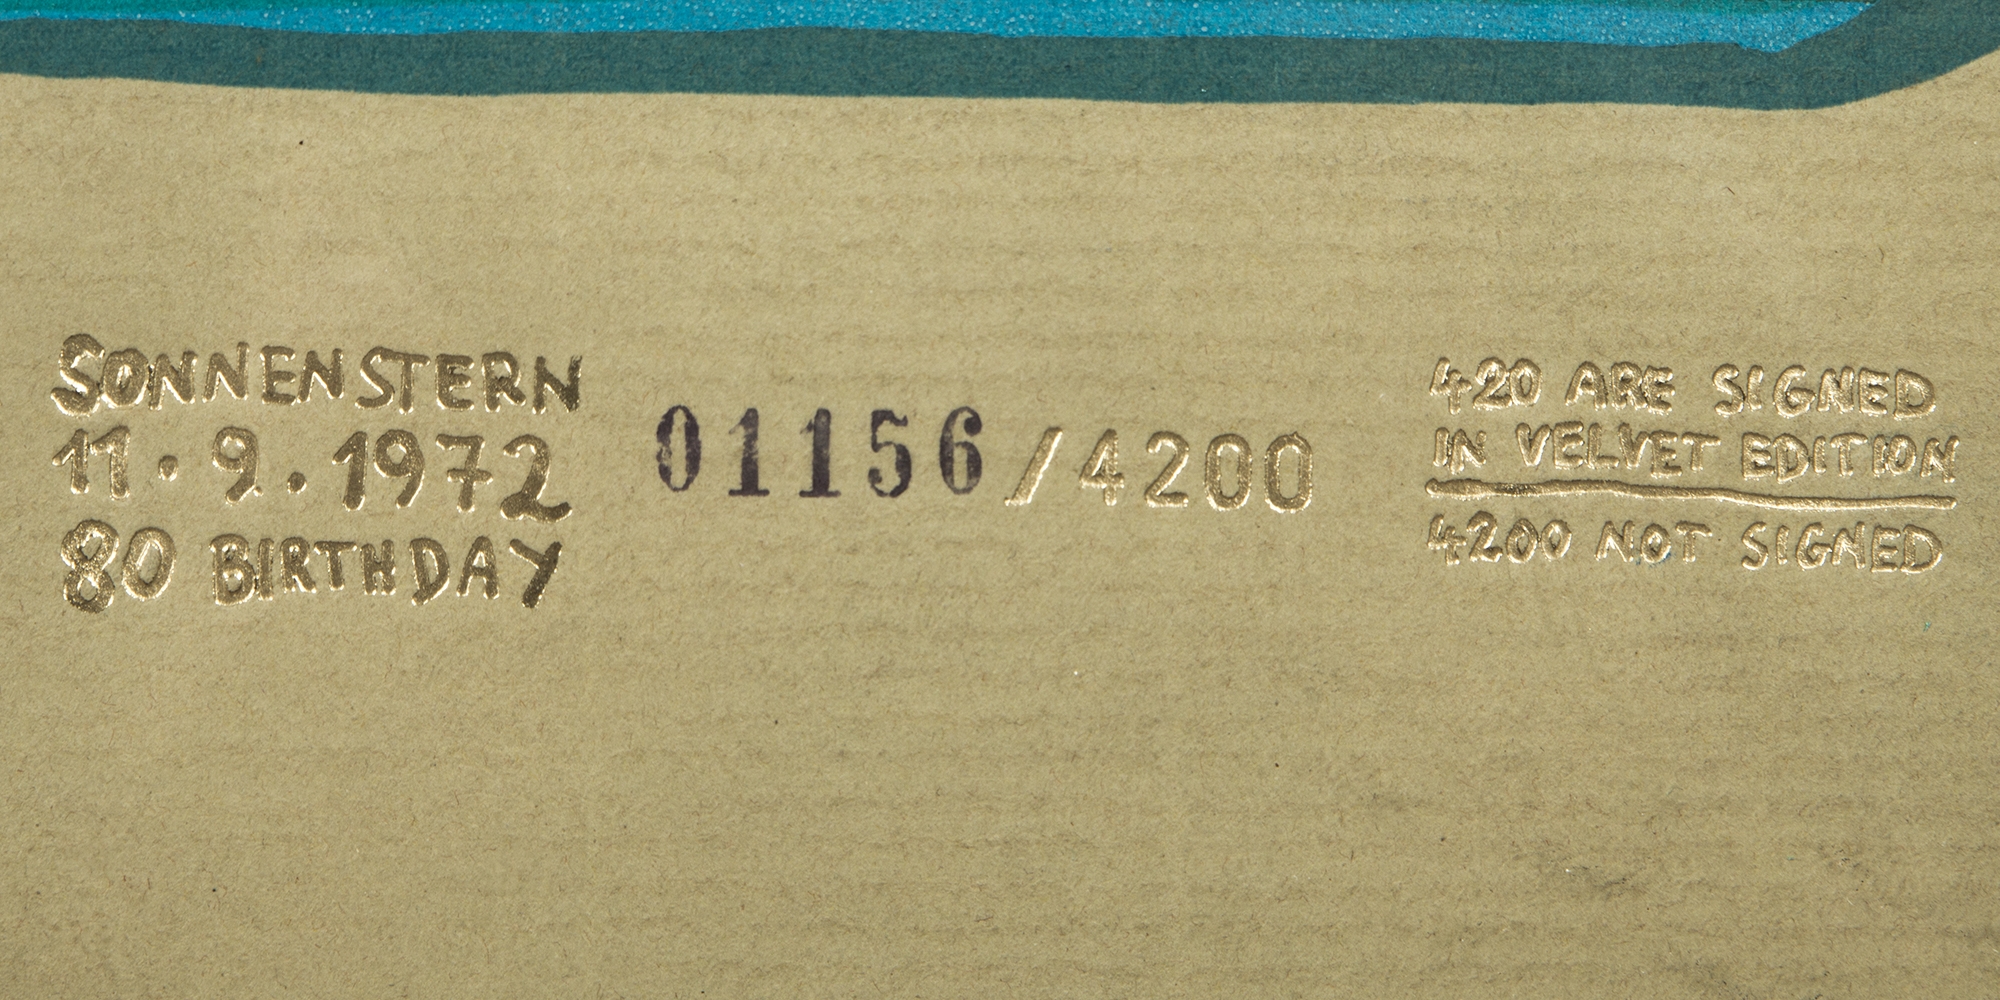 SONNENSTERN
11.9.1972
80 BIRTHDAY
01156/4200
420 ARE SIGNED
IN VELVET EDITION
4200 NOT SIGNED